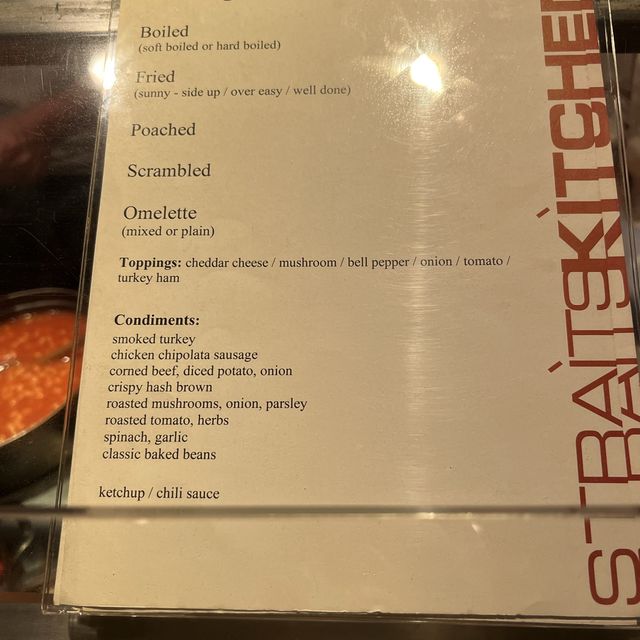 Boiled
(soft boiled or hard boiled)
Fried
(sunny - side up / over easy / well done)
Poached
Scrambled
Omelette
(mixed or plain)
Toppings: cheddar cheese / mushroom / bell pepper / onion / tomato /
turkey ham
Condiments:
smoked turkey
chicken chipolata sausage
corned beef, diced potato, onion
crispy hash brown
roasted mushrooms, onion, parsley
roasted tomato, herbs
spinach, garlic
classic baked beans
ketchup / chili sauce
STRAITSKITCHEN